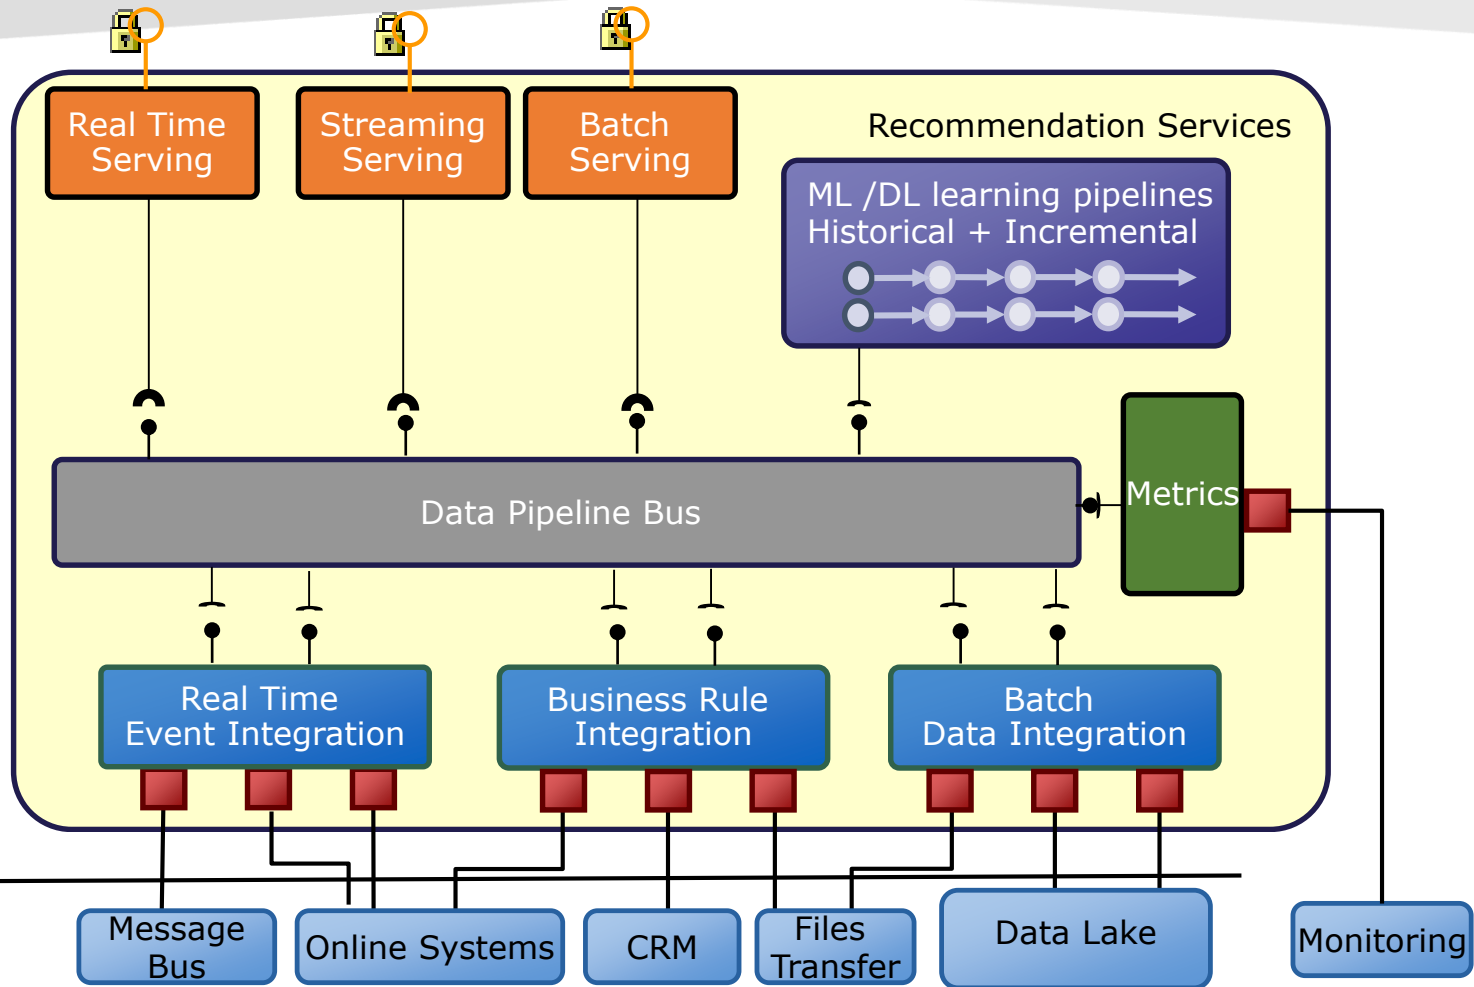 Real Time
Serving
Streaming
Serving
Batch
Serving
Recommendation Services
ML /DL learning pipelines
Historical + Incremental
Metrics
Data Pipeline Bus
Real Time
Event Integration
Business Rule
Integration
Batch
Data Integration
Message
Bus
Online Systems
CRM
Files
Transfer
Data Lake
Monitoring